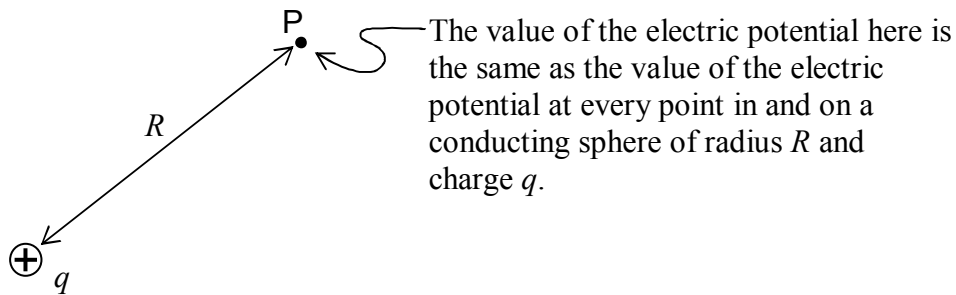 P
The value of the electric potential here is
the same as the value of the electric
potential at every point in and on a
conducting sphere of radius R and
charge q.
R
+
q